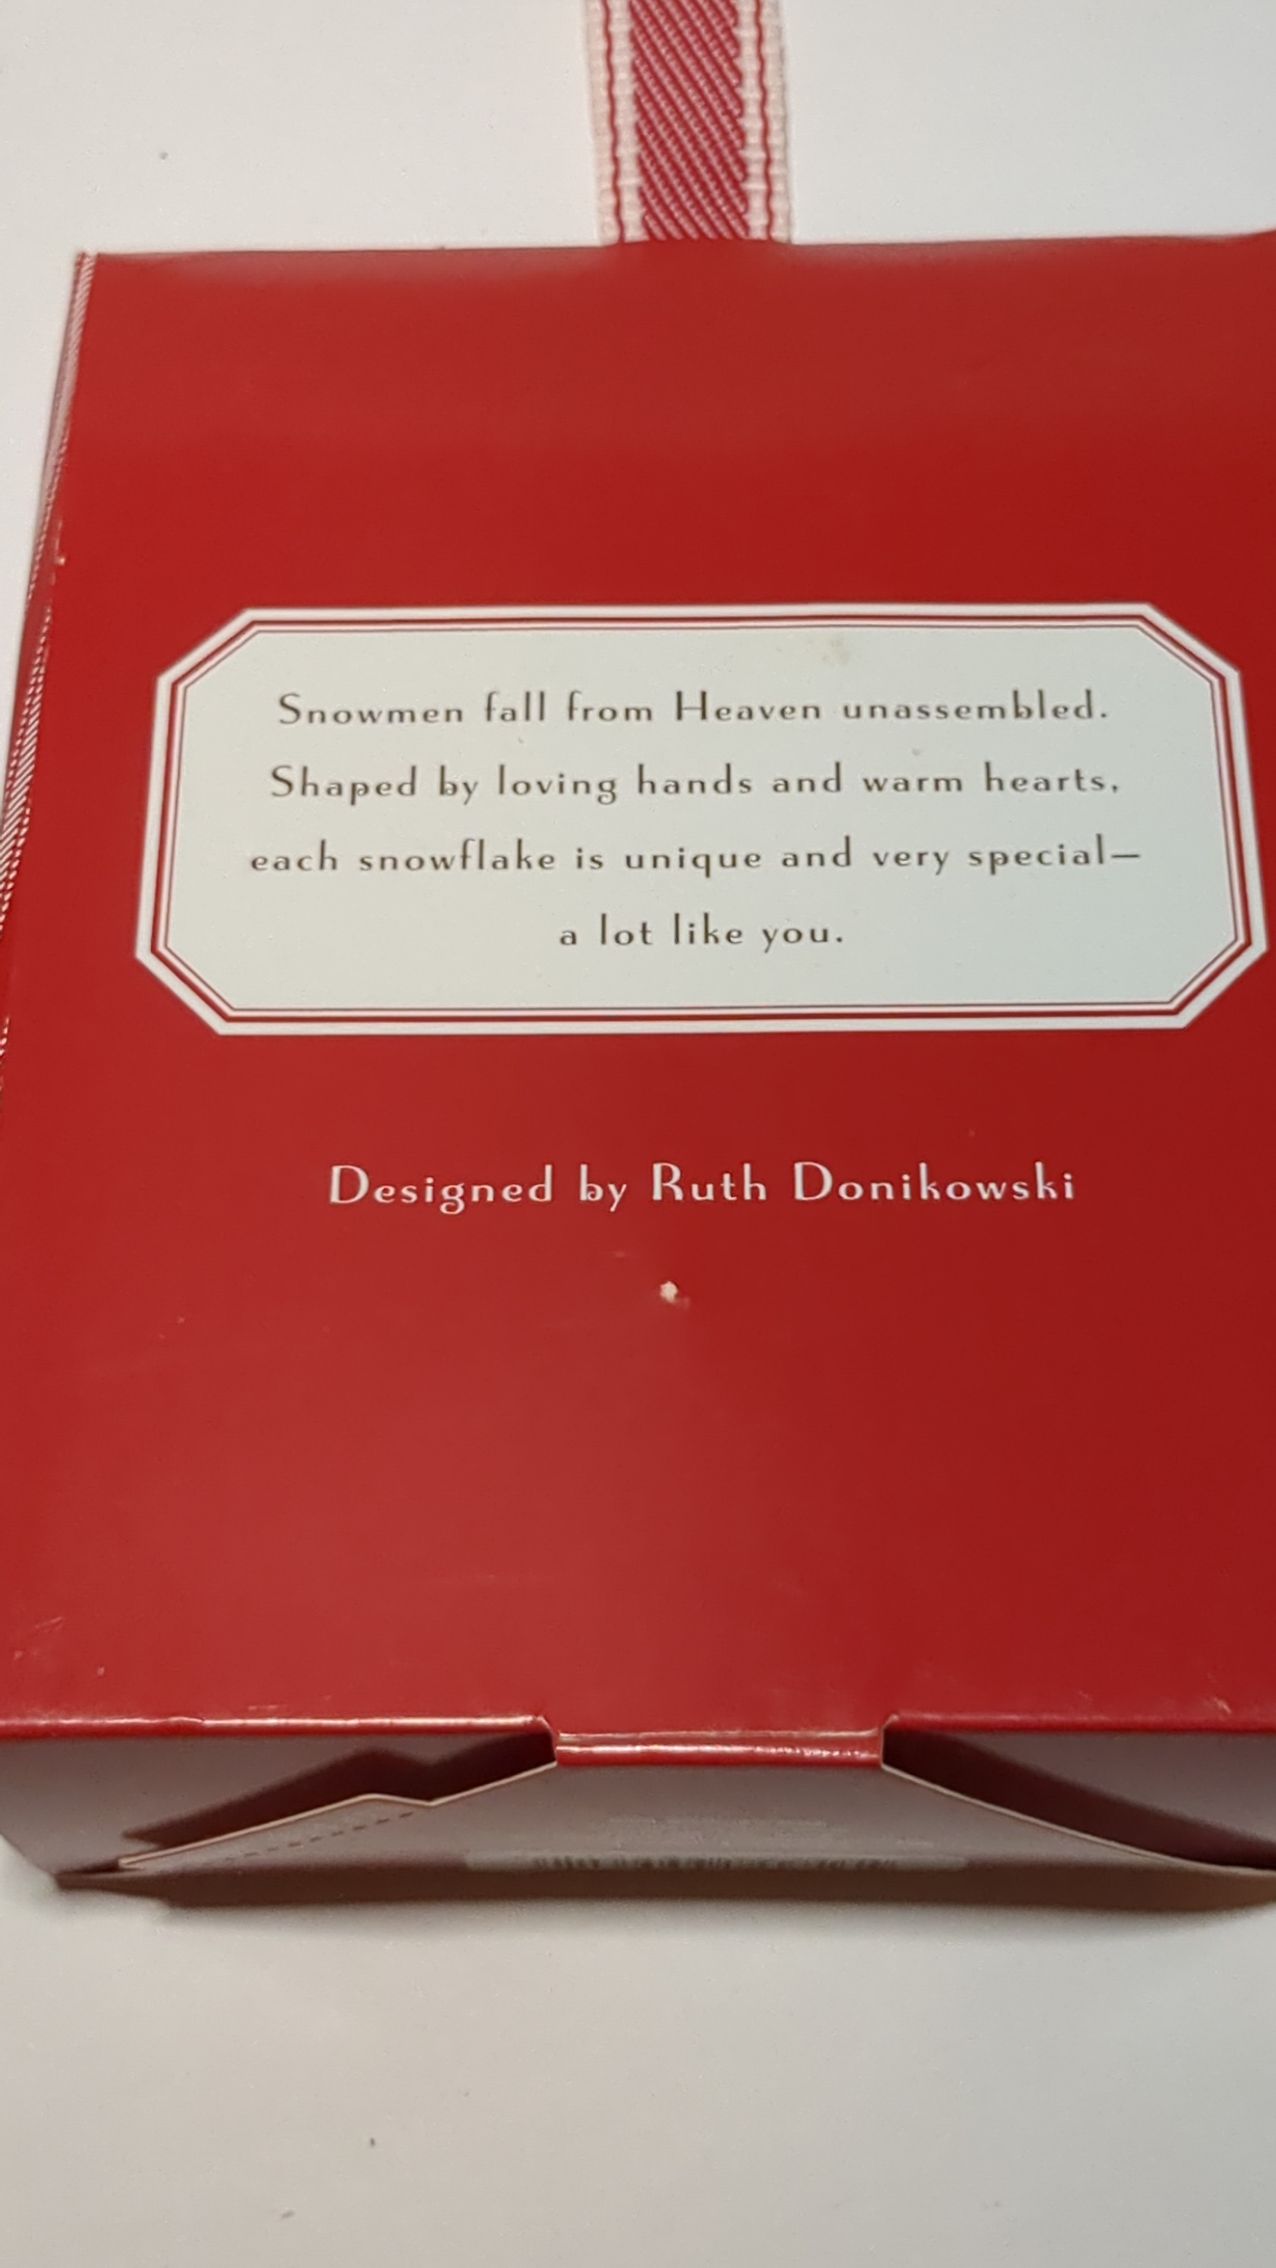 Snowmen fall from Heaven unassembled.
Shaped by loving hands and warm hearts,
each snowflake is unique and very special—
a lot like you.
Designed by Ruth Donikowski